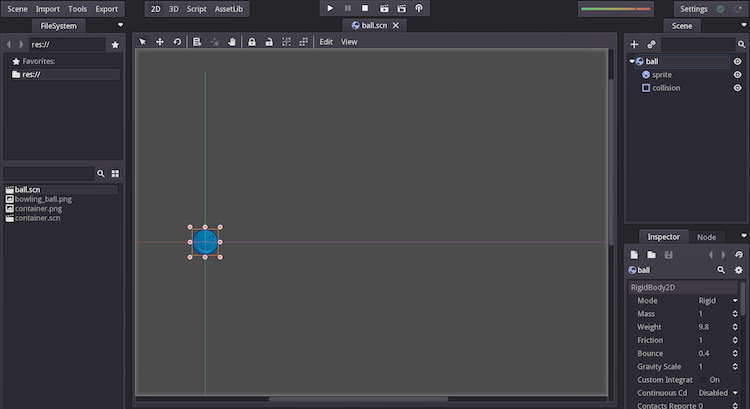 Scene Import Tools Export 2D 3D Script AssetLib Settings
FileSystem ball.scn Scene
res:// Edit View
Favorites:
res://
ball
sprite
collision
ball.scn
bowling_ball.png
container.png
container.scn
Inspector Node
ball
RigidBody2D
Mode Rigid
Mass 1
Weight 9.8
Friction 1
Bounce 0.4
Gravity Scale 1
Custom Integrat On
Continuous Cd Disabled
Contacts Reporte 0